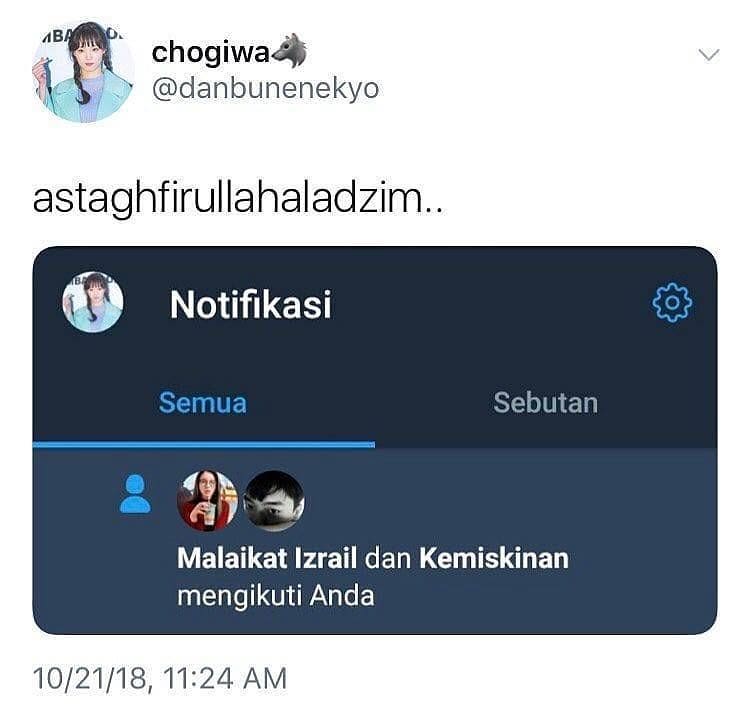 chogiwa🐺
@danbunenekyo
astaghfirullahaladzim..
Notifikasi
Semua
Sebutan
Malaikat Izrail dan Kemiskinan
mengikuti Anda
10/21/18, 11:24 AM